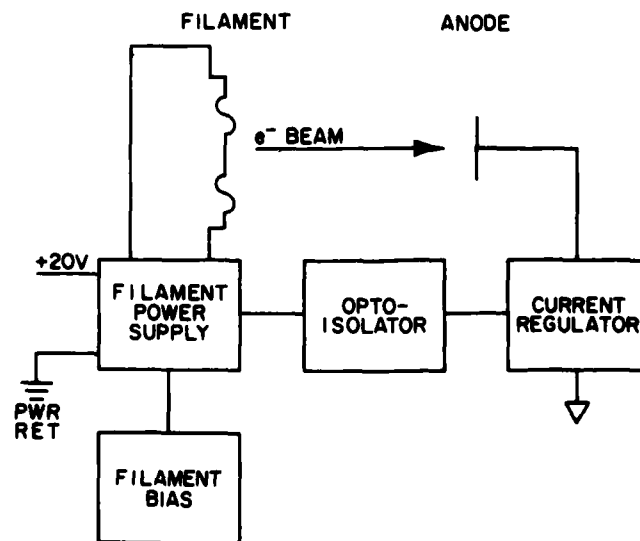 FILAMENT
ANODE
e⁻ BEAM
+20V
FILAMENT
POWER
SUPPLY
OPTO-
ISOLATOR
CURRENT
REGULATOR
PWR
RET
FILAMENT
BIAS